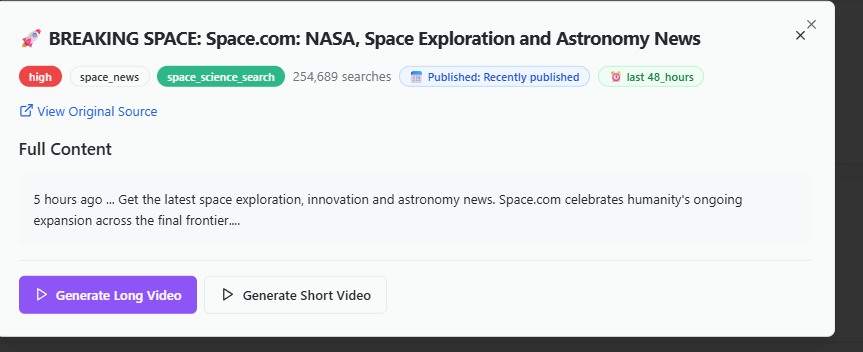 🚀 BREAKING SPACE: Space.com: NASA, Space Exploration and Astronomy News
high space_news space_science_search 254,689 searches 📅 Published: Recently published ⏰ last 48_hours
View Original Source
Full Content
5 hours ago ... Get the latest space exploration, innovation and astronomy news. Space.com celebrates humanity's ongoing
expansion across the final frontier....
Generate Long Video Generate Short Video